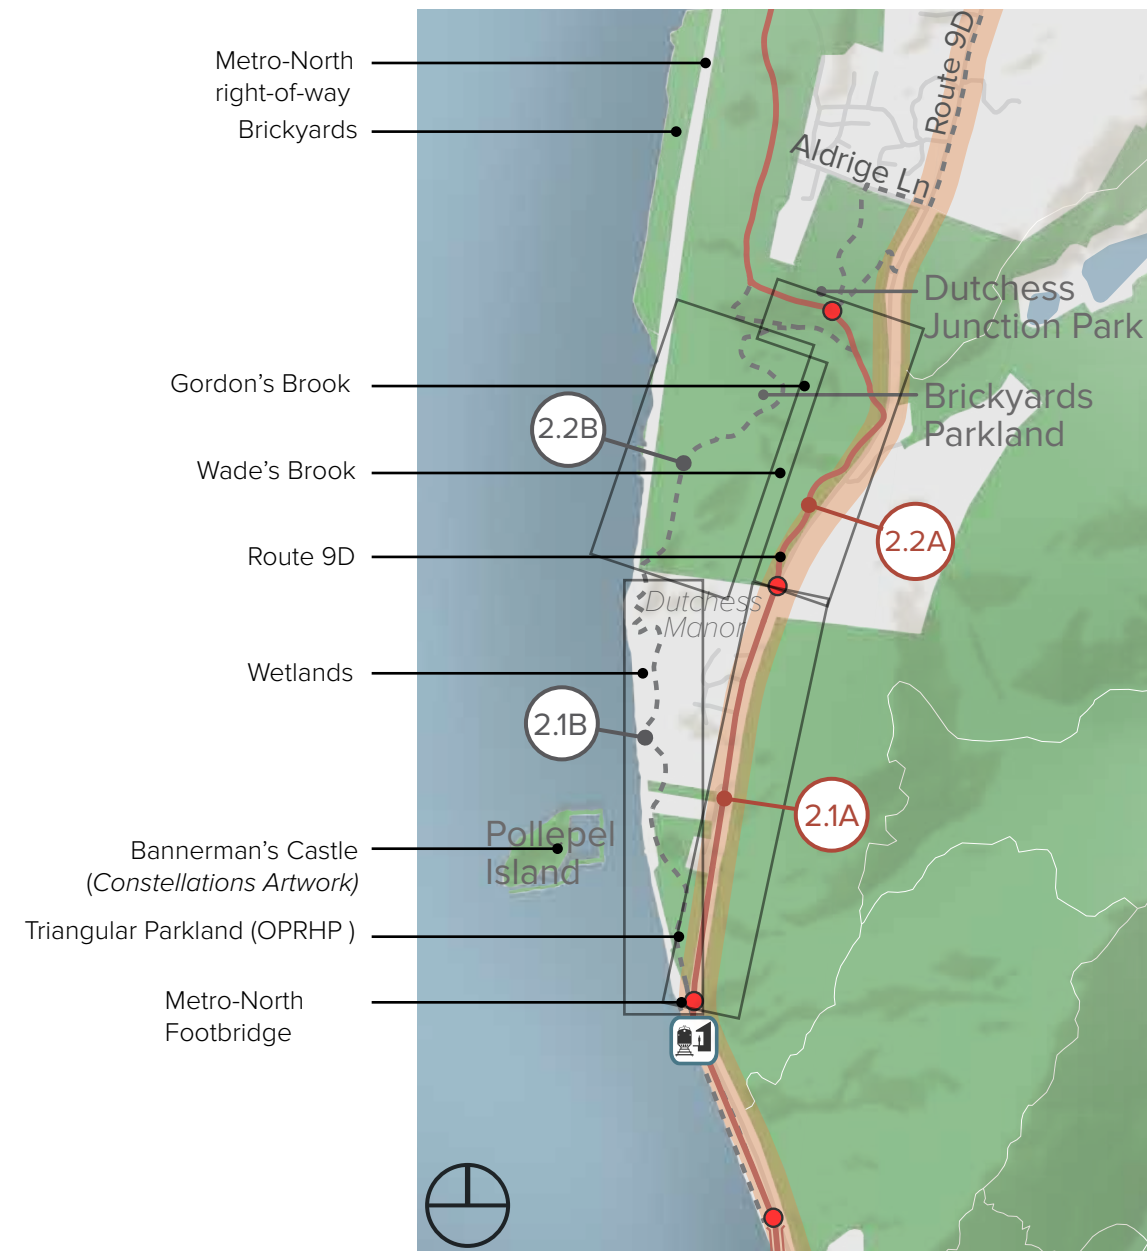 Metro-North
right-of-way
Brickyards
Gordon's Brook
Wade's Brook
Route 9D
Wetlands
Bannerman's Castle
(Constellations Artwork)
Triangular Parkland (OPRHP )
Metro-North
Footbridge
Route 9D
Aldrige Ln
Dutchess
Junction Park
Brickyards
Parkland
2.2B
2.2A
Dutchess
Manor
2.1B
2.1A
Pollepel
Island